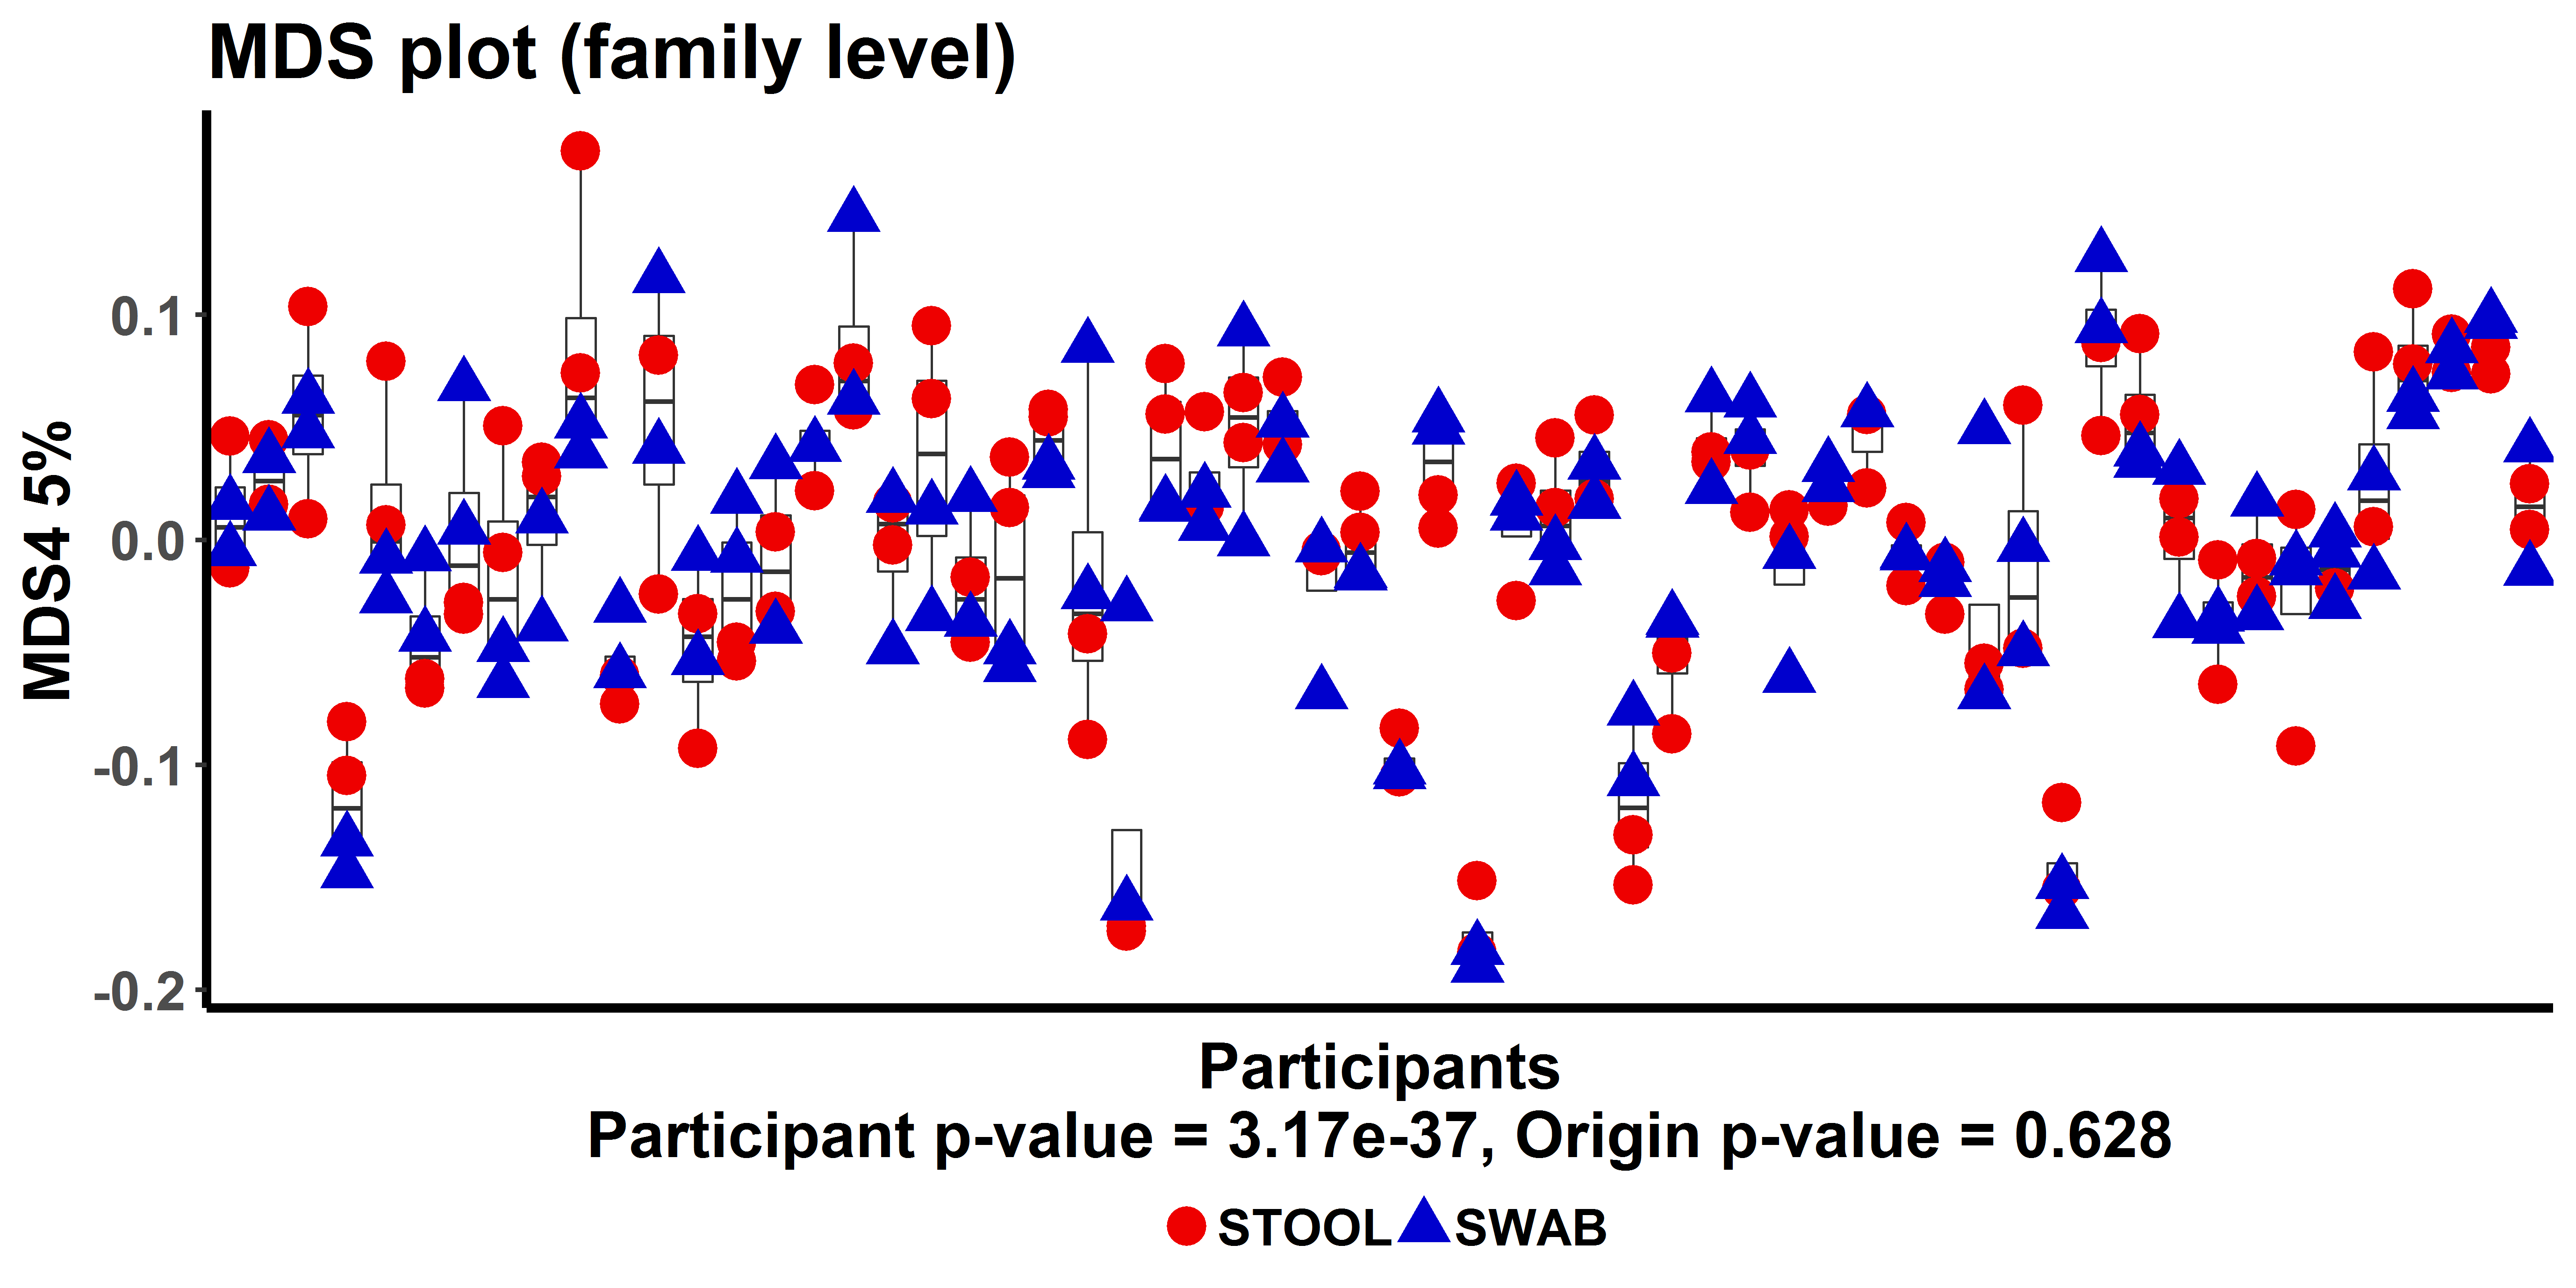 MDS plot (family level)
MDS4 5%
0.1
0.0
-0.1
-0.2
Participants
Participant p-value = 3.17e-37, Origin p-value = 0.628
STOOL SWAB